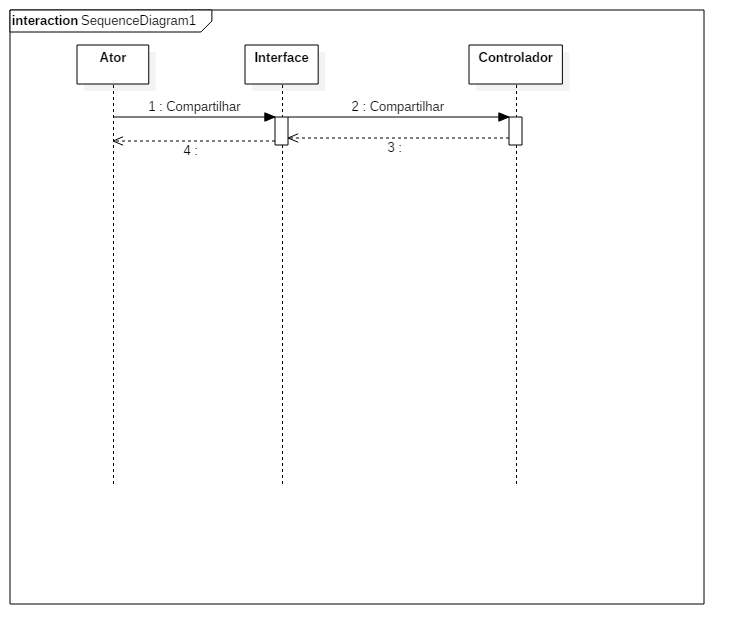 interaction SequenceDiagram1
Ator
Interface
Controlador
1 : Compartilhar
2 : Compartilhar
4 :
3 :